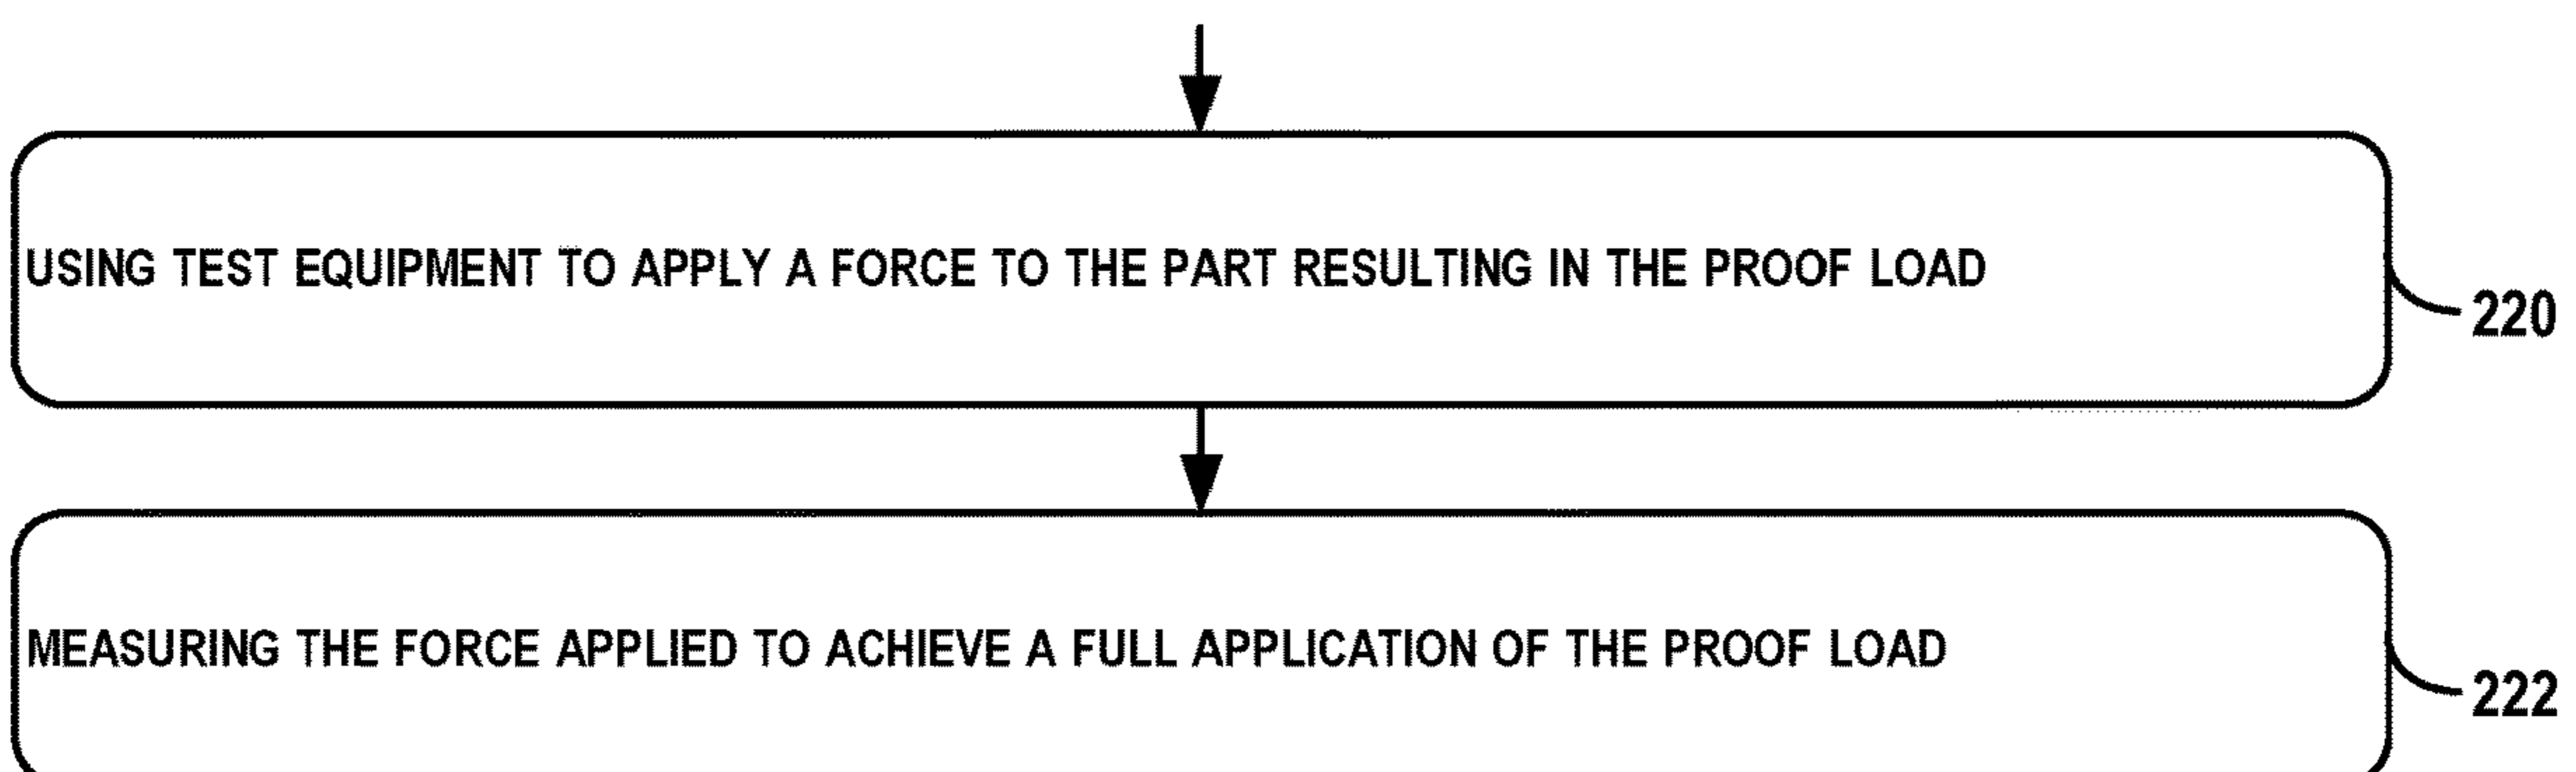 USING TEST EQUIPMENT TO APPLY A FORCE TO THE PART RESULTING IN THE PROOF LOAD
220
MEASURING THE FORCE APPLIED TO ACHIEVE A FULL APPLICATION OF THE PROOF LOAD
222